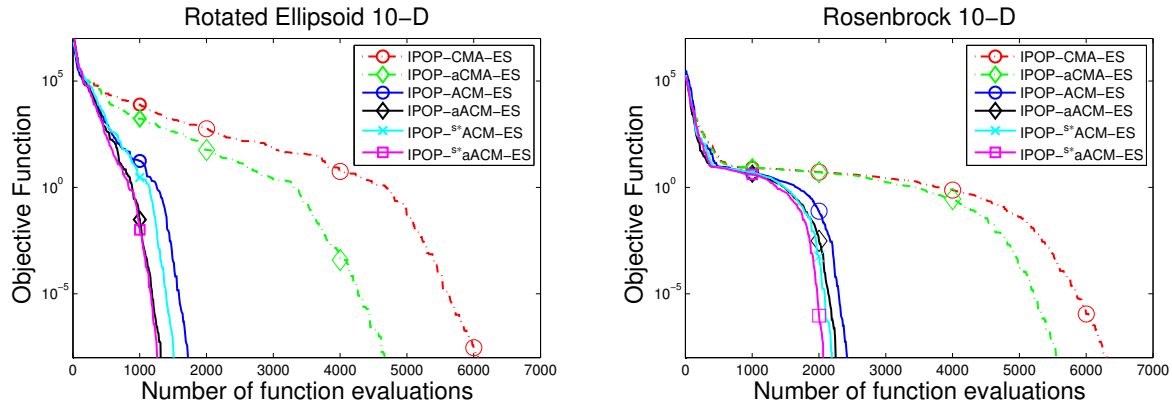 Rotated Ellipsoid 10−D
10^5
10^0
10^−5
Objective Function
0 1000 2000 3000 4000 5000 6000 7000
Number of function evaluations
IPOP−CMA−ES
IPOP−aCMA−ES
IPOP−ACM−ES
IPOP−aACM−ES
IPOP−^s*ACM−ES
IPOP−^s*aACM−ES
Rosenbrock 10−D
10^5
10^0
10^−5
Objective Function
0 1000 2000 3000 4000 5000 6000 7000
Number of function evaluations
IPOP−CMA−ES
IPOP−aCMA−ES
IPOP−ACM−ES
IPOP−aACM−ES
IPOP−^s*ACM−ES
IPOP−^s*aACM−ES